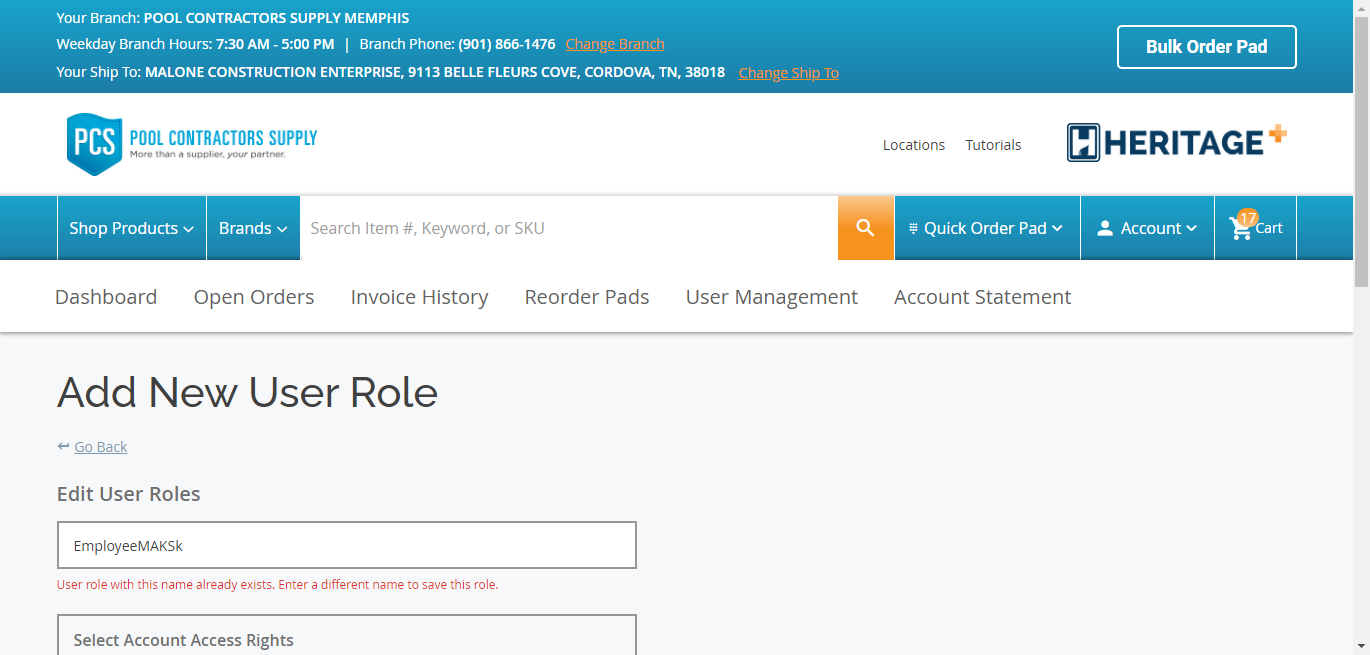 Your Branch: POOL CONTRACTORS SUPPLY MEMPHIS
Weekday Branch Hours: 7:30 AM - 5:00 PM | Branch Phone: (901) 866-1476 Change Branch
Your Ship To: MALONE CONSTRUCTION ENTERPRISE, 9113 BELLE FLEURS COVE, CORDOVA, TN, 38018 Change Ship To
Bulk Order Pad
PCS POOL CONTRACTORS SUPPLY
More than a supplier, your partner.
Locations Tutorials
HERITAGE+
Shop Products Brands Search Item #, Keyword, or SKU Quick Order Pad Account 17 Cart
Dashboard Open Orders Invoice History Reorder Pads User Management Account Statement
Add New User Role
Go Back
Edit User Roles
EmployeeMAKSk
User role with this name already exists. Enter a different name to save this role.
Select Account Access Rights